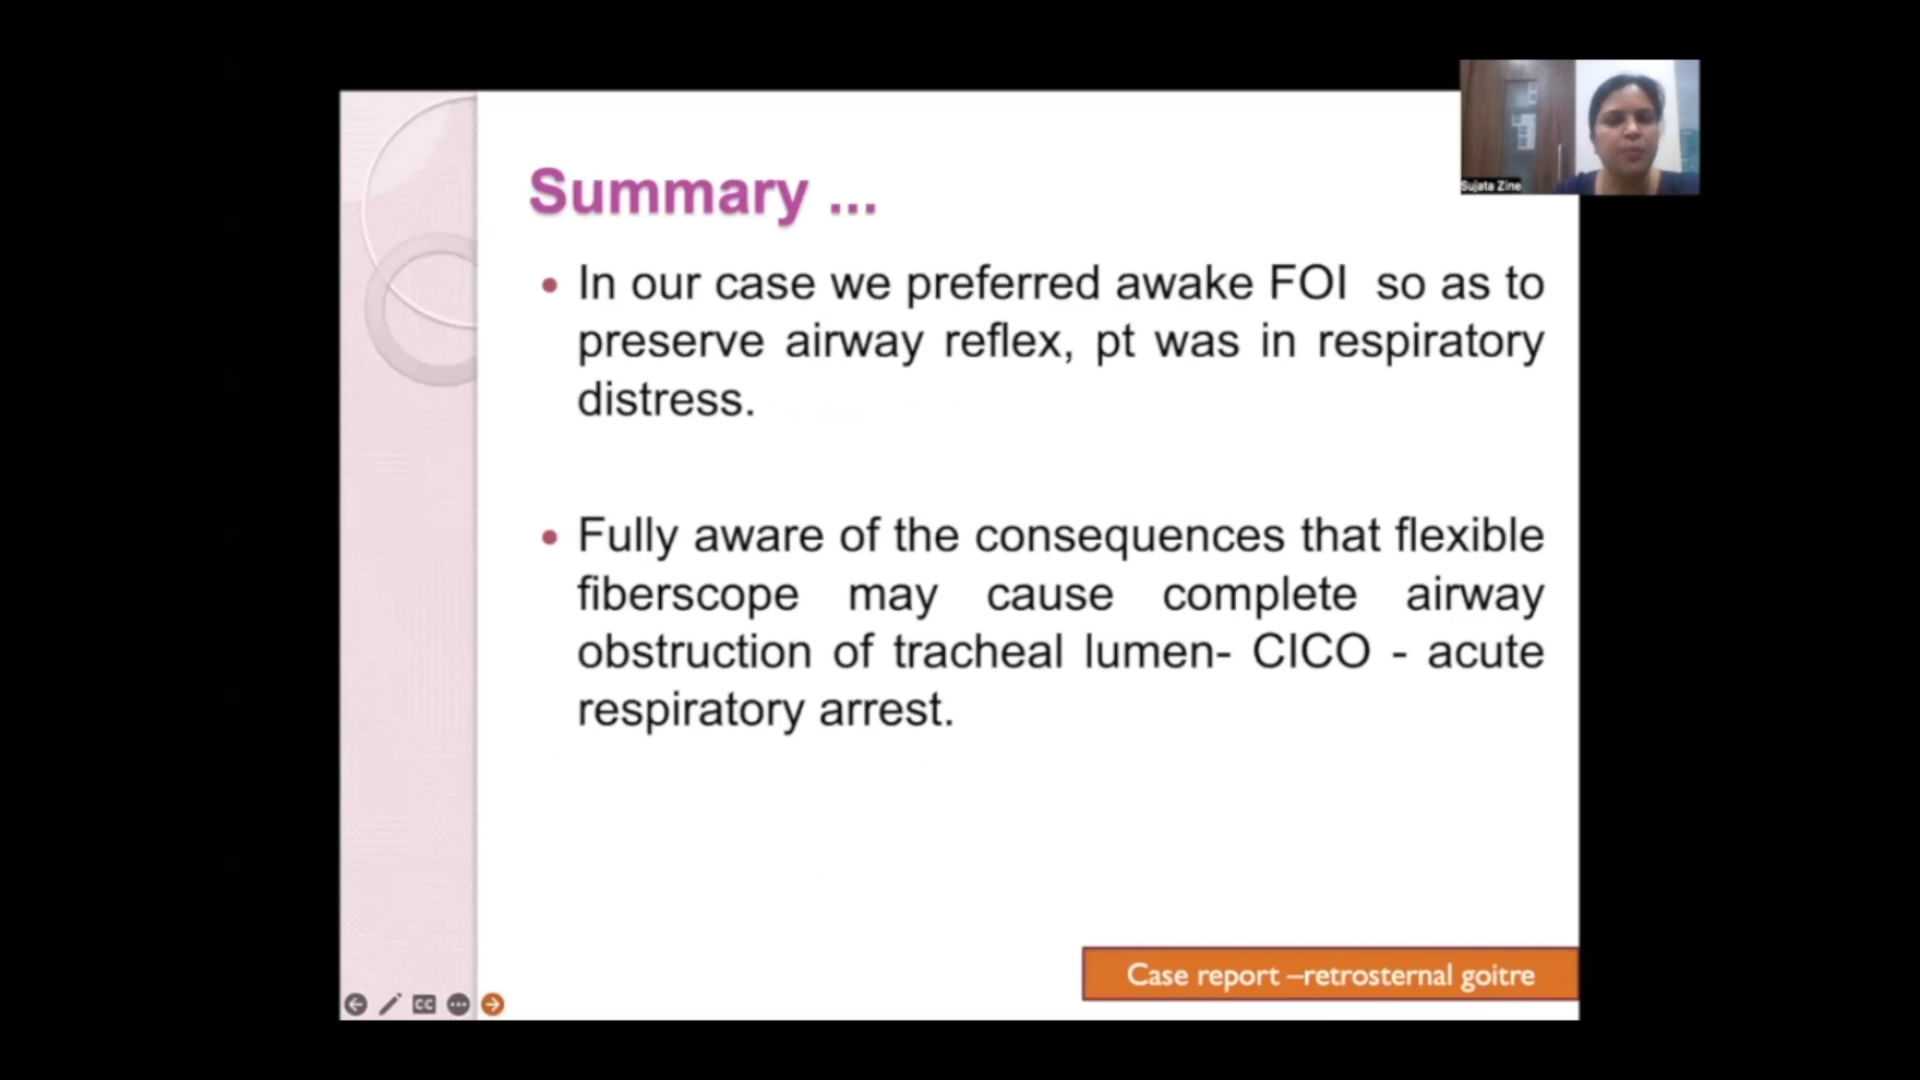 Sujata Zine
Summary ...
• In our case we preferred awake FOI so as to
preserve airway reflex, pt was in respiratory
distress.
• Fully aware of the consequences that flexible
fiberscope may cause complete airway
obstruction of tracheal lumen- CICO - acute
respiratory arrest.
Case report –retrosternal goitre
CC